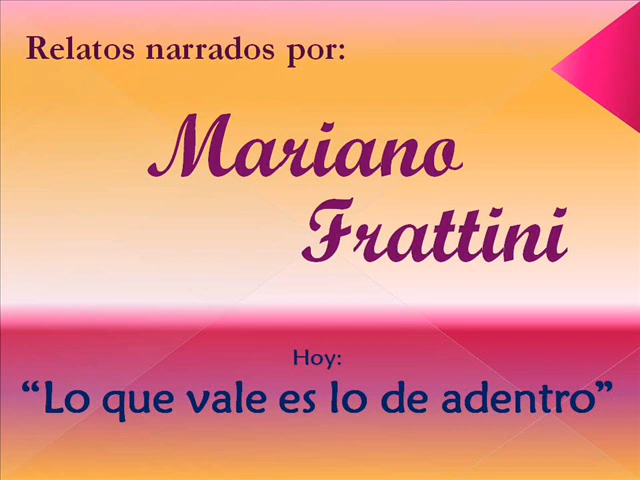 Relatos narrados por:
Mariano
Frattini
Hoy:
“Lo que vale es lo de adentro”